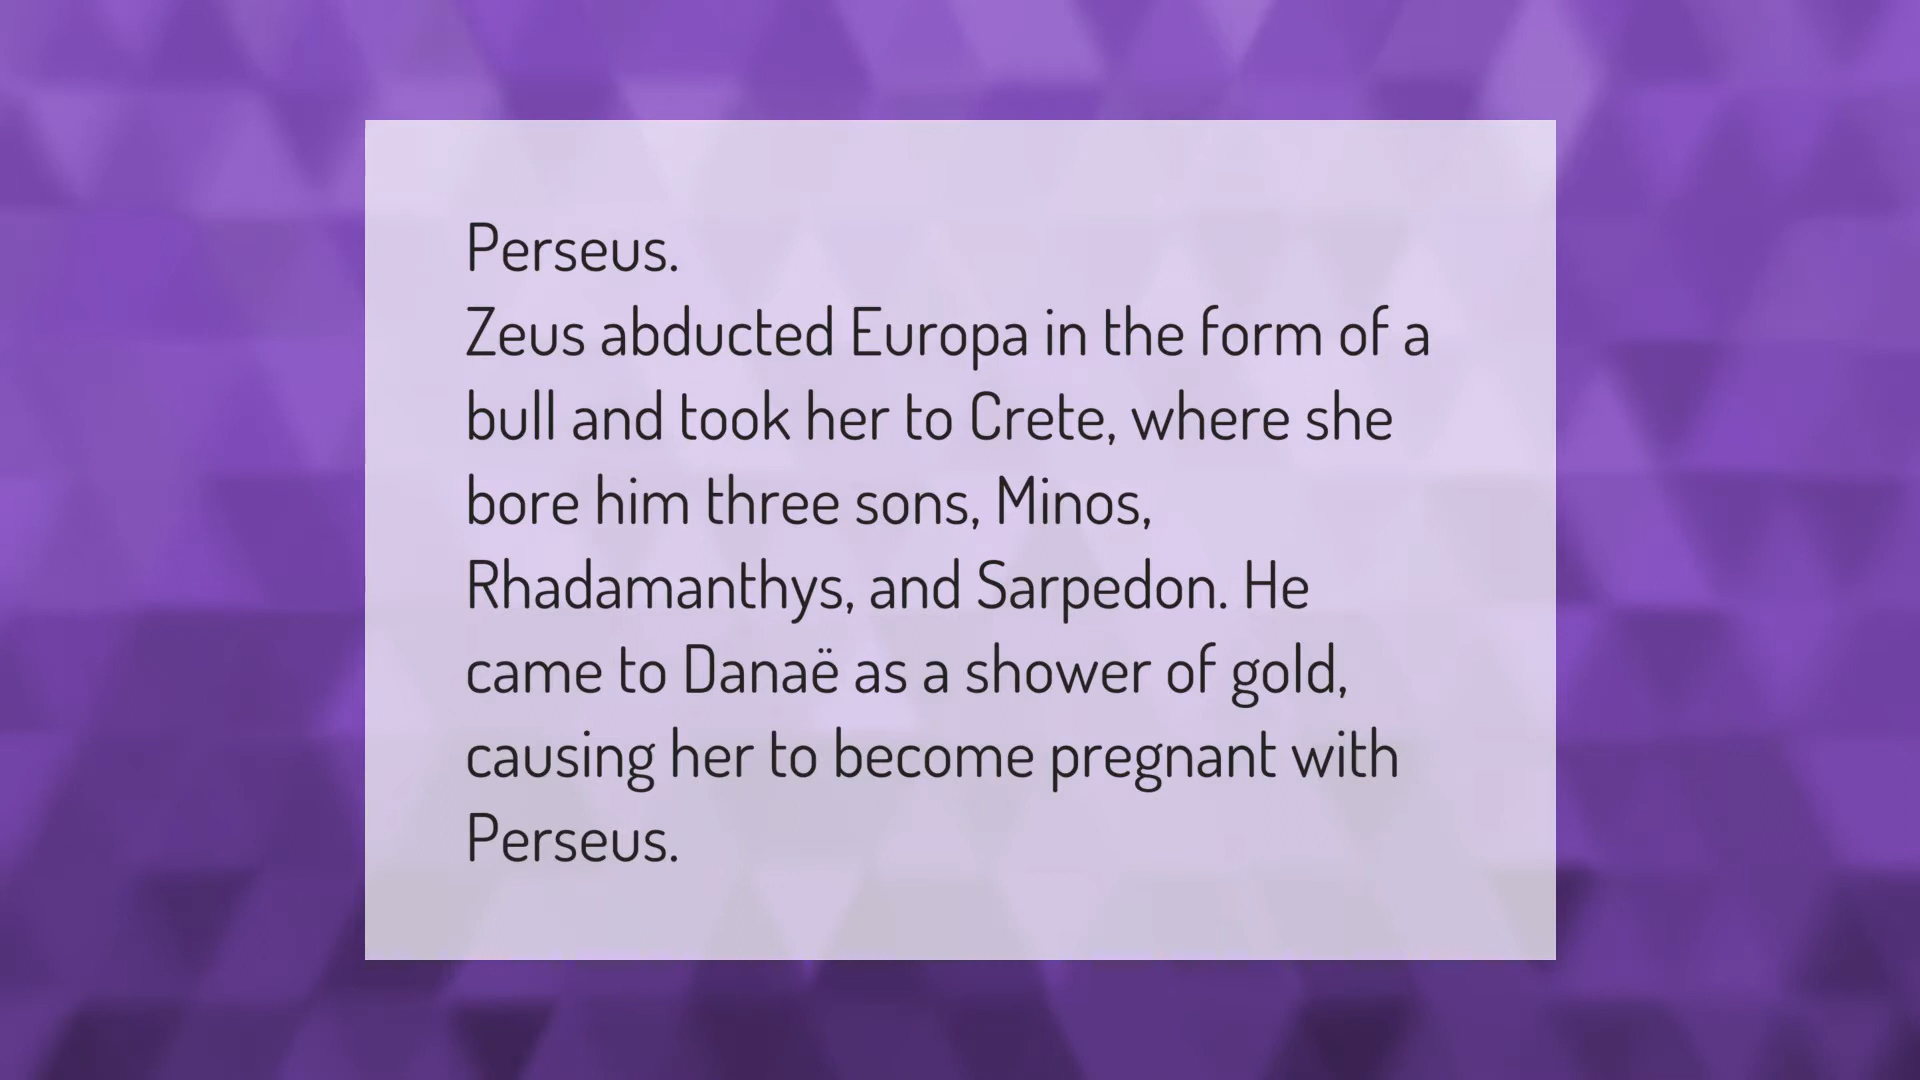 Perseus.
Zeus abducted Europa in the form of a
bull and took her to Crete, where she
bore him three sons, Minos,
Rhadamanthys, and Sarpedon. He
came to Danaë as a shower of gold,
causing her to become pregnant with
Perseus.